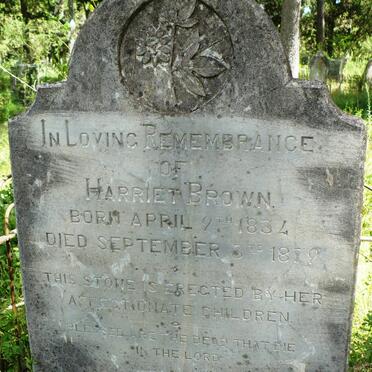 IN LOVING REMEMBRANCE
OF
HARRIET BROWN.
BORN APRIL 9TH 1834
DIED SEPTEMBER
THIS STONE IS ERECTED BY HER
AFFECTIONATE CHILDREN
BLESSED ARE THE DEAD THAT DIE
IN THE LORD